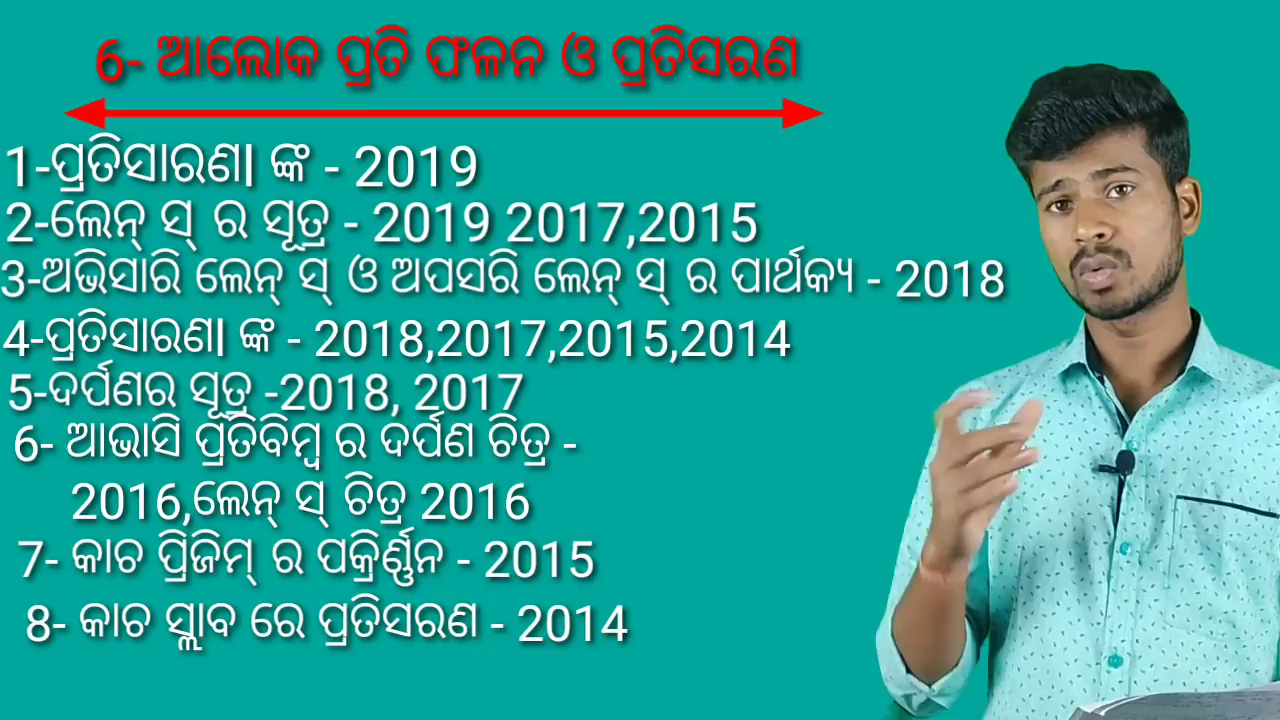 6- ଆଲୋକ ପ୍ରତି ଫଳନ ଓ ପ୍ରତିସରଣ
1-ପ୍ରତିସାରଣl ଙ୍କ - 2019
2-ଲେନ୍ ସ୍ ର ସୂତ୍ର - 2019 2017,2015
3-ଅଭିସାରି ଲେନ୍ ସ୍ ଓ ଅପସରି ଲେନ୍ ସ୍ ର ପାର୍ଥକ୍ୟ - 2018
4-ପ୍ରତିସାରଣl ଙ୍କ - 2018,2017,2015,2014
5-ଦର୍ପଣର ସୂତ୍ର -2018, 2017
6- ଆଭାସି ପ୍ରତିବିମ୍ବ ର ଦର୍ପଣ ଚିତ୍ର -
2016,ଲେନ୍ ସ୍ ଚିତ୍ର 2016
7- କାଚ ପ୍ରିଜିମ୍ ର ପକ୍ରିର୍ଣ୍ଣନ - 2015
8- କାଚ ସ୍ଲାବ ରେ ପ୍ରତିସରଣ - 2014